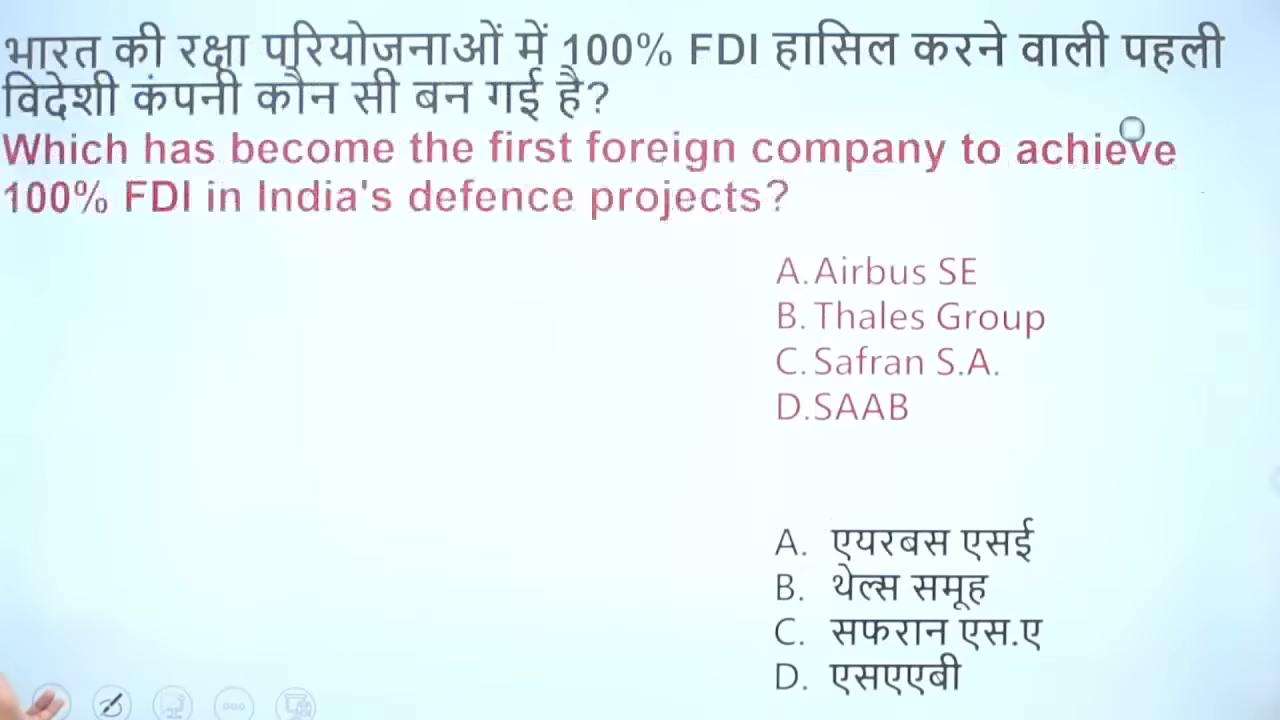 भारत की रक्षा परियोजनाओं में 100% FDI हासिल करने वाली पहली
विदेशी कंपनी कौन सी बन गई है?
Which has become the first foreign company to achieve
100% FDI in India's defence projects?
A. Airbus SE
B. Thales Group
C. Safran S.A.
D. SAAB
A. एयरबस एसई
B. थेल्स समूह
C. सफरान एस.ए
D. एसएएबी